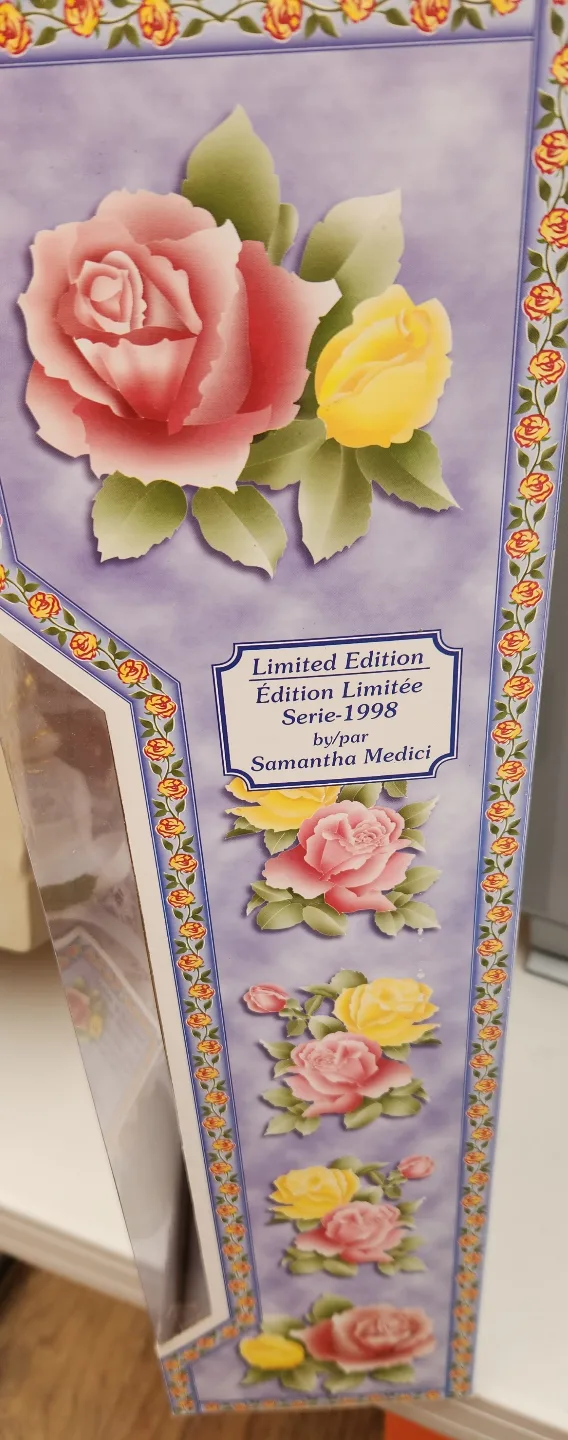 Limited Edition
Édition Limitée
Serie-1998
by/par
Samantha Medici